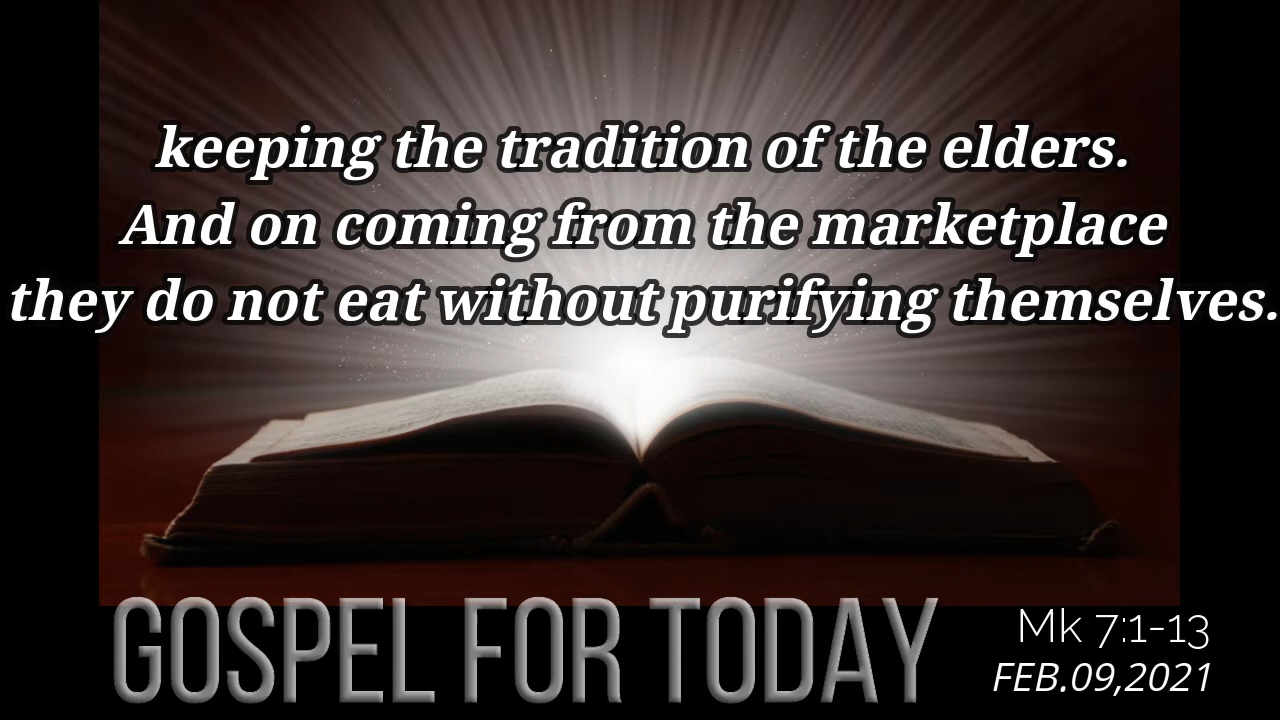 keeping the tradition of the elders.
And on coming from the marketplace
they do not eat without purifying themselves.
GOSPEL FOR TODAY
Mk 7:1-13
FEB.09,2021